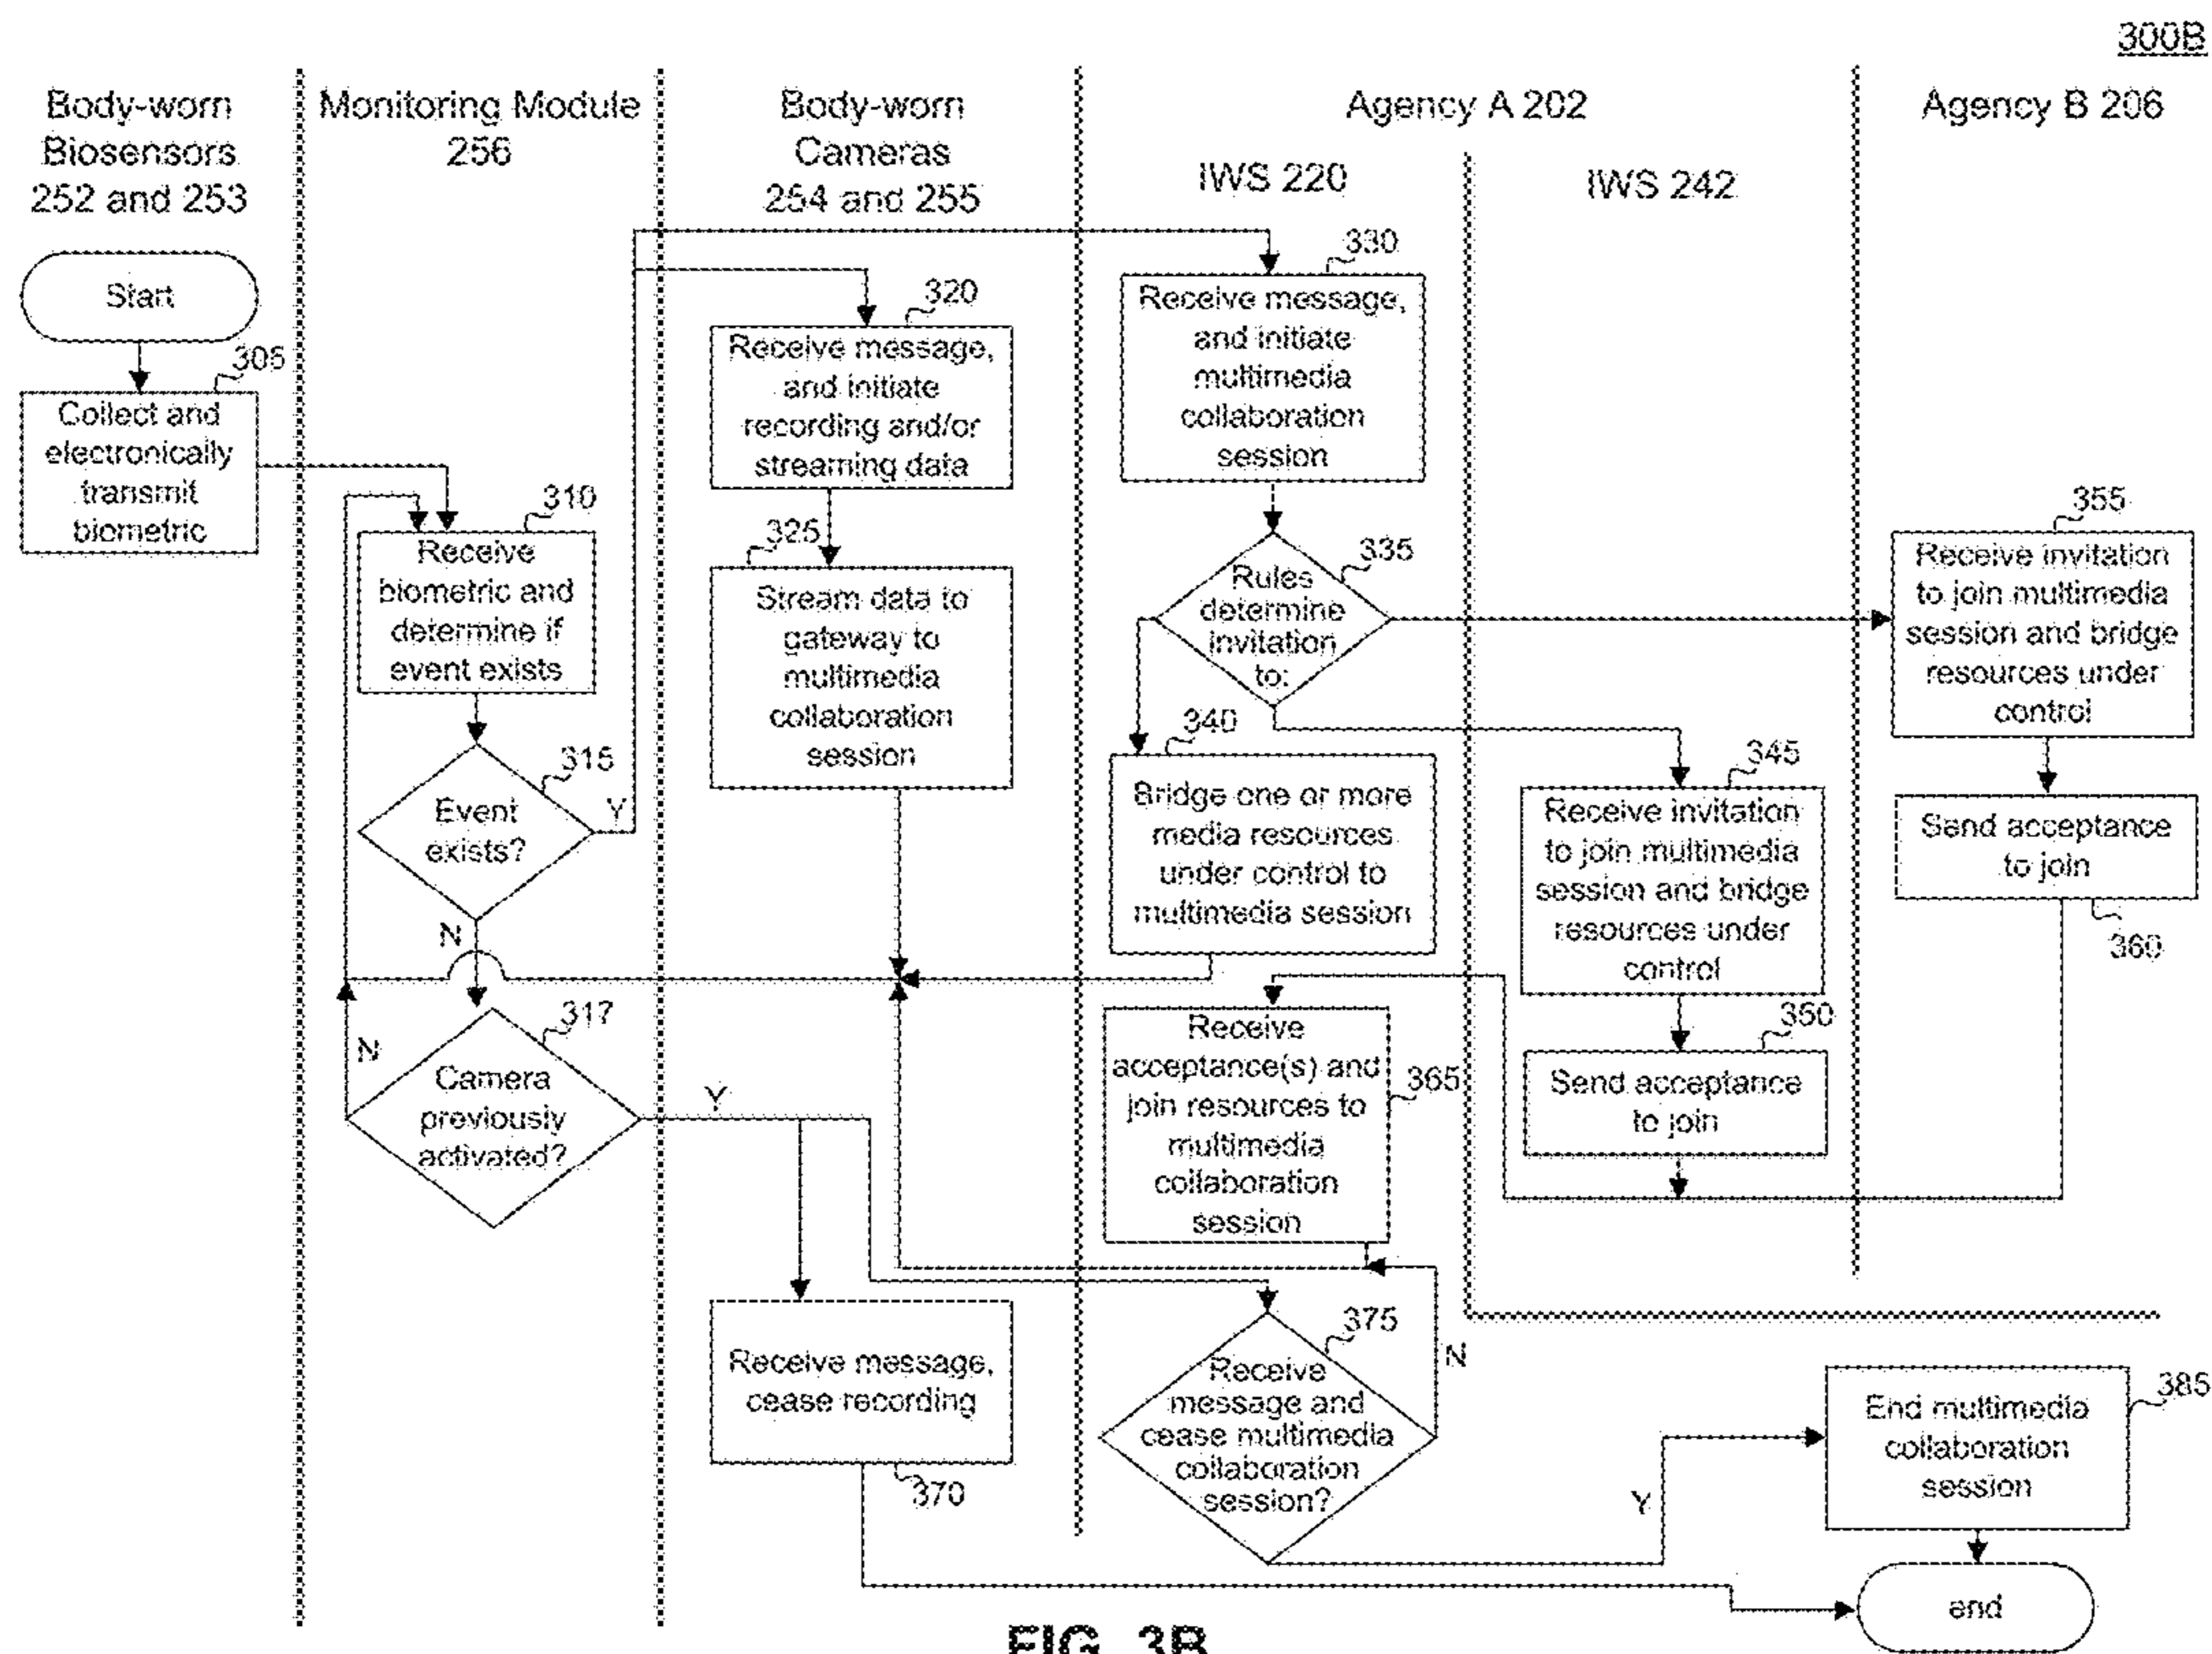 300B
Body-worn
Biosensors
252 and 253
Monitoring Module
256
Body-worn
Cameras
254 and 255
Agency A 202
IWS 220
IWS 242
Agency B 206
Start
305
Collect and
electronically
transmit
biometric
310
Receive
biometric and
determine if
event exists
315
Event
exists?
Y
N
317
Camera
previously
activated?
N
Y
320
Receive message,
and initiate
recording and/or
streaming data
325
Stream data to
gateway to
multimedia
collaboration
session
330
Receive message,
and initiate
multimedia
collaboration
session
335
Rules
determine
invitation
to:
340
Bridge one or more
media resources
under control to
multimedia session
345
Receive invitation
to join multimedia
session and bridge
resources under
control
350
Send acceptance
to join
355
Receive invitation
to join multimedia
session and bridge
resources under
control
Send acceptance
to join
360
Receive
acceptance(s) and
join resources to
multimedia
collaboration
session
365
Receive message,
cease recording
370
375
Receive
message and
cease multimedia
collaboration
session?
N
Y
385
End multimedia
collaboration
session
end
FIG. 3B